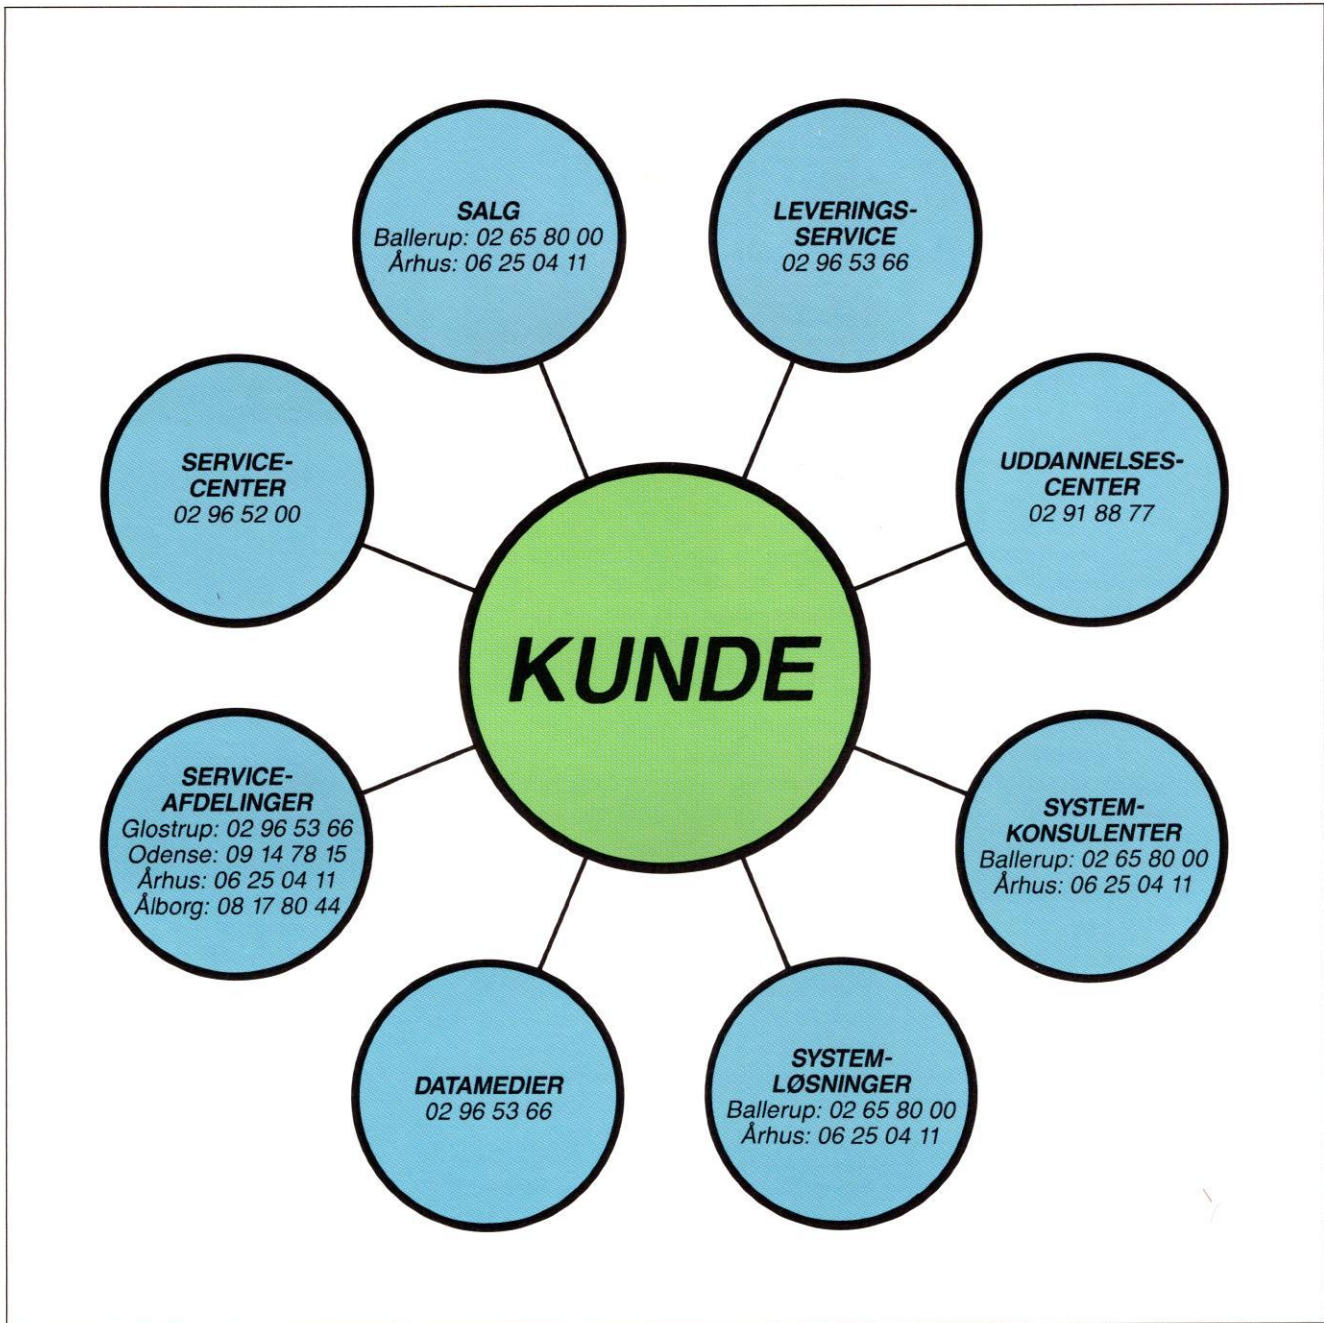 SALG
Ballerup: 02 65 80 00
Århus: 06 25 04 11
LEVERINGS-
SERVICE
02 96 53 66
SERVICE-
CENTER
02 96 52 00
UDDANNELSES-
CENTER
02 91 88 77
KUNDE
SERVICE-
AFDELINGER
Glostrup: 02 96 53 66
Odense: 09 14 78 15
Århus: 06 25 04 11
Ålborg: 08 17 80 44
SYSTEM-
KONSULENTER
Ballerup: 02 65 80 00
Århus: 06 25 04 11
DATAMEDIER
02 96 53 66
SYSTEM-
LØSNINGER
Ballerup: 02 65 80 00
Århus: 06 25 04 11